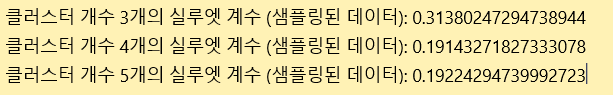 클러스터 개수 3개의 실루엣 계수 (샘플링된 데이터): 0.31380247294738944
클러스터 개수 4개의 실루엣 계수 (샘플링된 데이터): 0.19143271827333078
클러스터 개수 5개의 실루엣 계수 (샘플링된 데이터): 0.19224294739992723